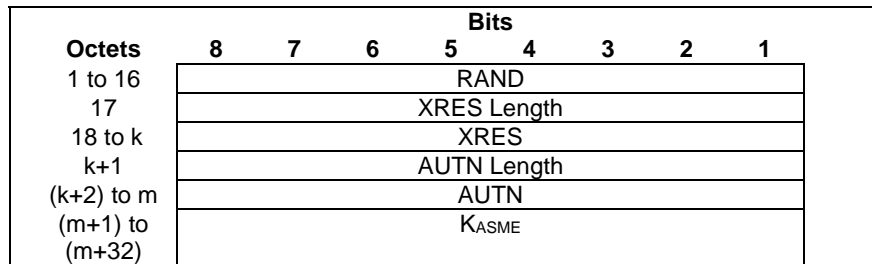 Bits
Octets 8 7 6 5 4 3 2 1
1 to 16 RAND
17 XRES Length
18 to k XRES
k+1 AUTN Length
(k+2) to m AUTN
(m+1) to KASME
(m+32)